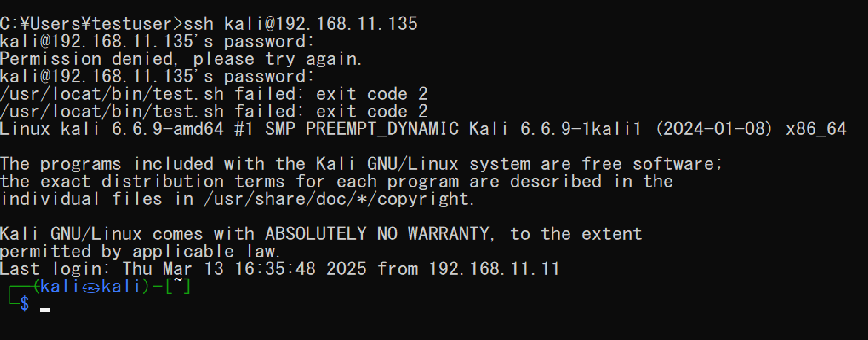 C:¥Users¥testuser>ssh kali@192.168.11.135
kali@192.168.11.135's password:
Permission denied, please try again.
kali@192.168.11.135's password:
/usr/locat/bin/test.sh failed: exit code 2
/usr/locat/bin/test.sh failed: exit code 2
Linux kali 6.6.9-amd64 #1 SMP PREEMPT_DYNAMIC Kali 6.6.9-1kali1 (2024-01-08) x86_64

The programs included with the Kali GNU/Linux system are free software;
the exact distribution terms for each program are described in the
individual files in /usr/share/doc/*/copyright.

Kali GNU/Linux comes with ABSOLUTELY NO WARRANTY, to the extent
permitted by applicable law.
Last login: Thu Mar 13 16:35:48 2025 from 192.168.11.11
┌──(kali㉿kali)-[~]
└─$